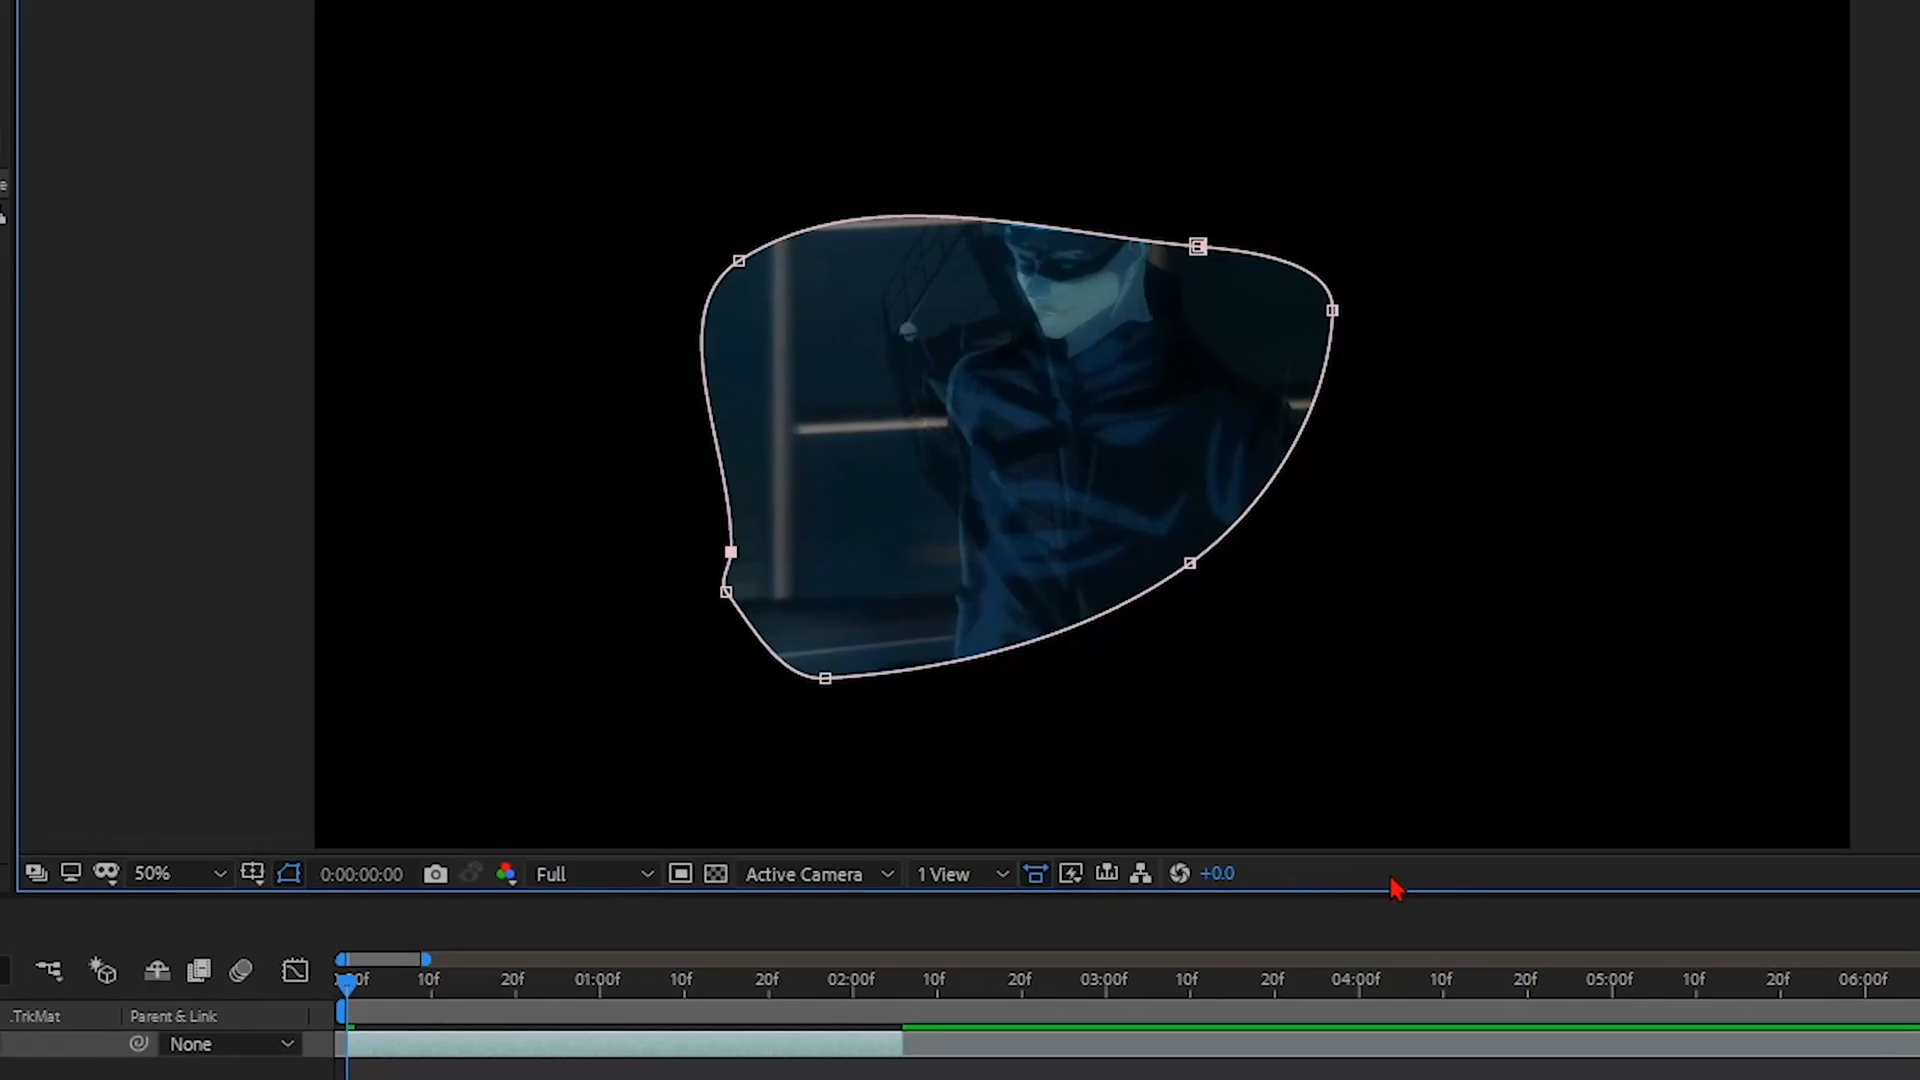 e
50%
0:00:00:00
Full
Active Camera
1 View
+0.0
10f
20f
01:00f
10f
20f
02:00f
10f
20f
03:00f
10f
20f
04:00f
10f
20f
05:00f
10f
20f
06:00f
.TrkMat
Parent & Link
None